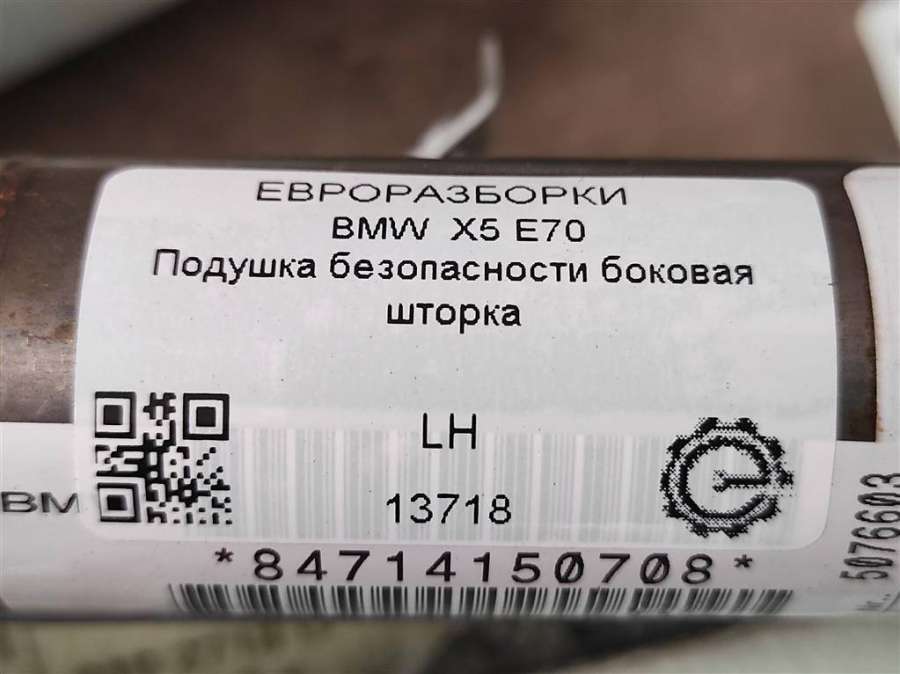 ЕВРОРАЗБОРКИ
BMW X5 E70
Подушка безопасности боковая
шторка
LH
13718
BM
*84714150708*
5076603